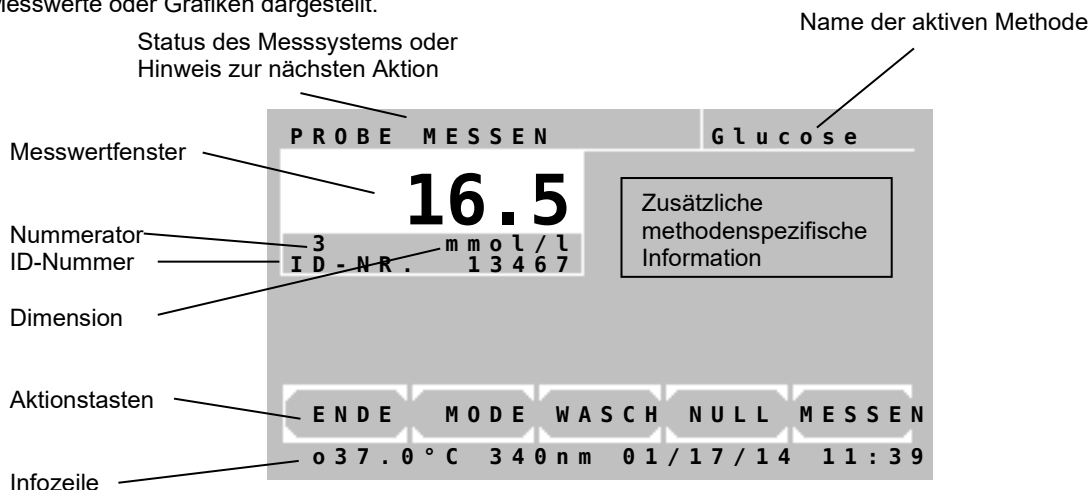 Messwerte oder Grafiken dargestellt.
Name der aktiven Methode
Status des Messsystems oder
Hinweis zur nächsten Aktion
PROBE MESSEN
Glucose
Messwertfenster
16.5
Zusätzliche
methodenspezifische
Information
Nummerator
3 mmol/l
ID-Nummer
ID-NR. 13467
Dimension
Aktionstasten
ENDE MODE WASCH NULL MESSEN
o37.0°C 340nm 01/17/14 11:39
Infozeile